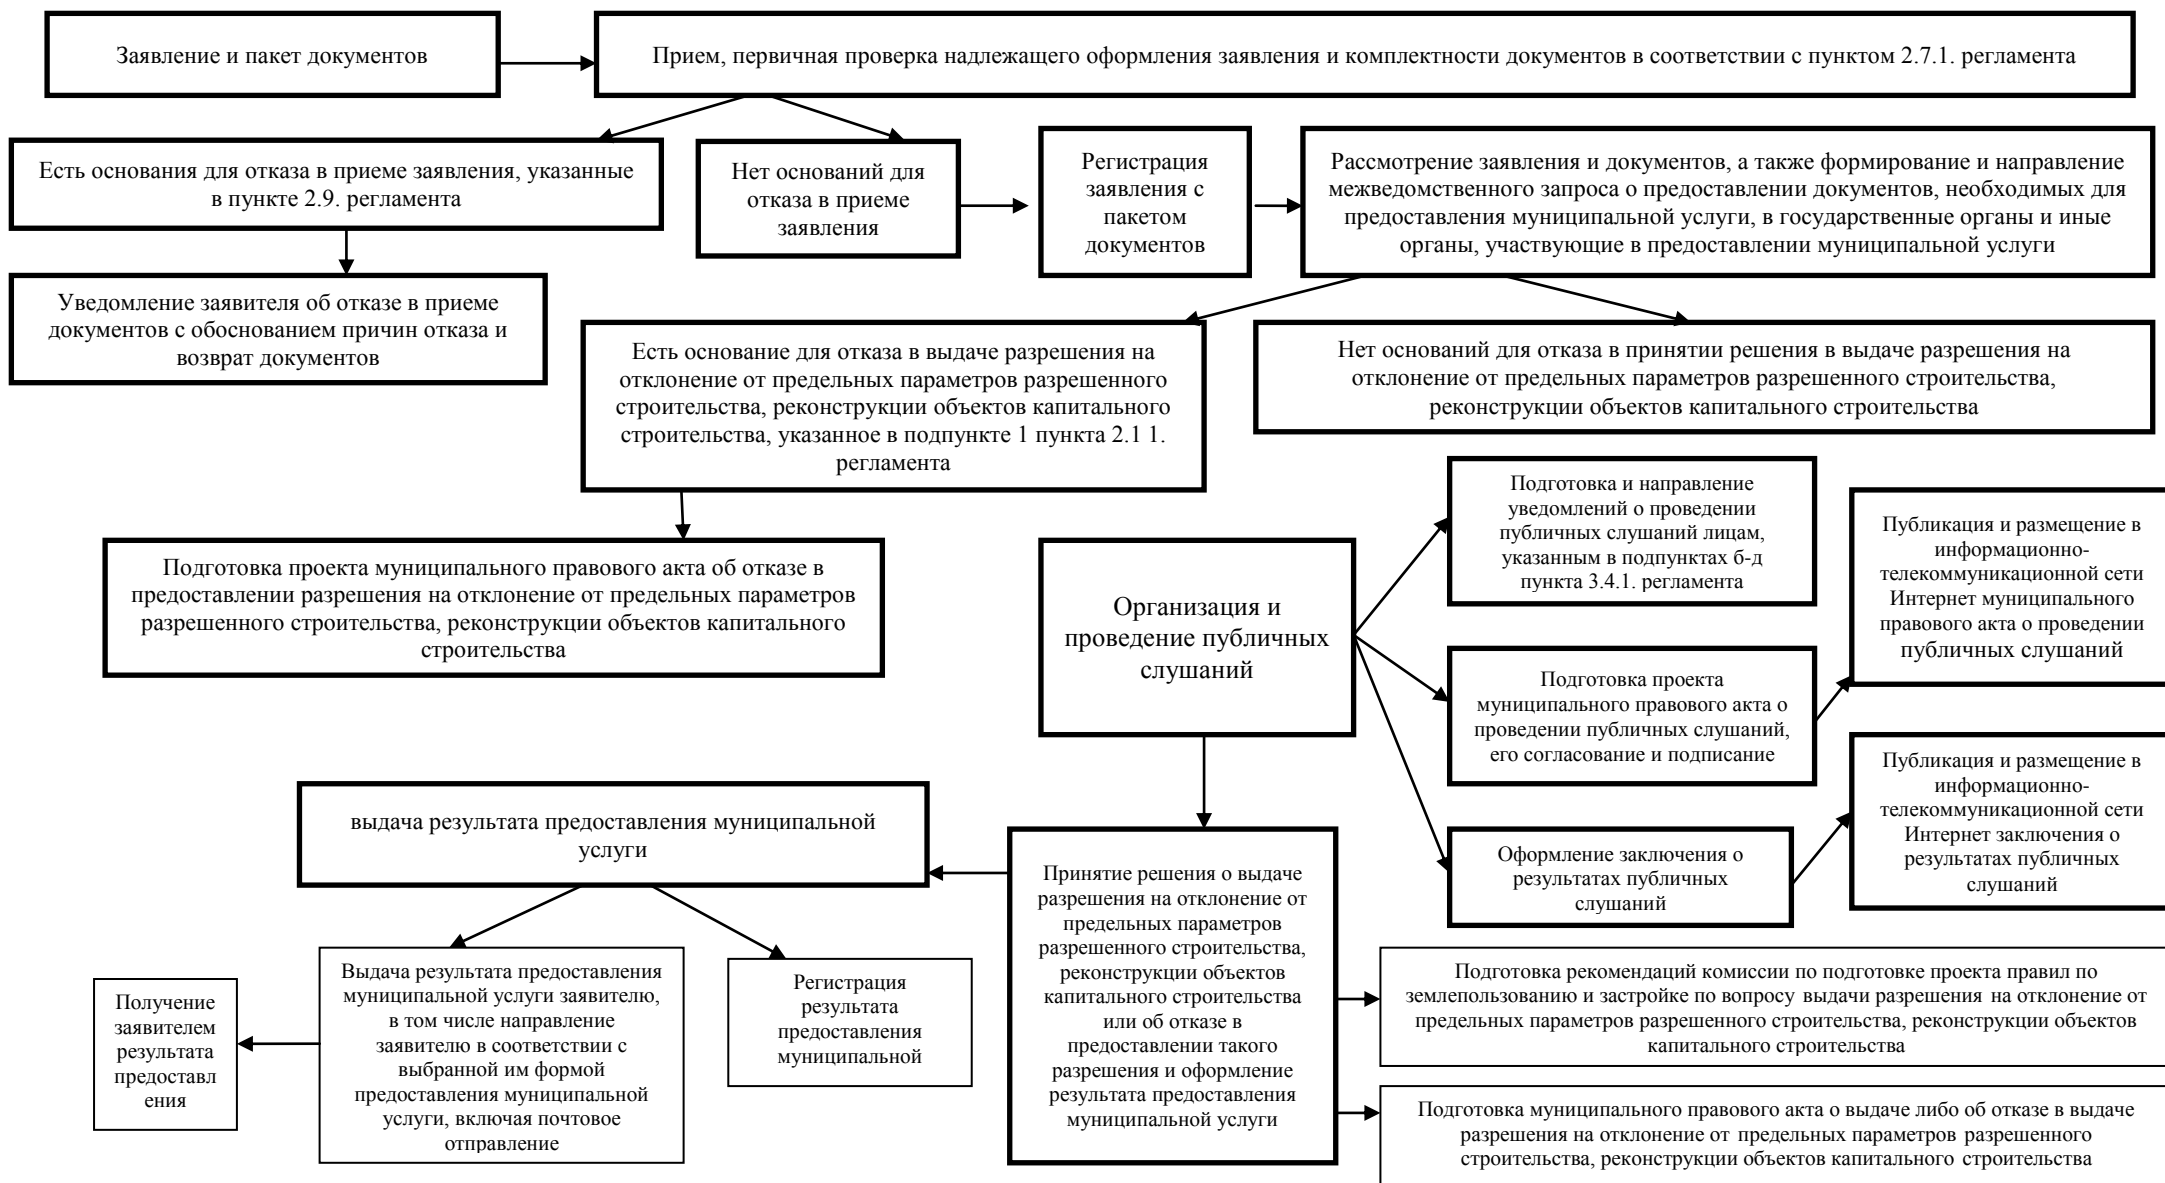 Заявление и пакет документов
Прием, первичная проверка надлежащего оформления заявления и комплектности документов в соответствии с пунктом 2.7.1. регламента
Есть основания для отказа в приеме заявления, указанные
в пункте 2.9. регламента
Нет оснований для
отказа в приеме
заявления
Регистрация
заявления с
пакетом
документов
Рассмотрение заявления и документов, а также формирование и направление
межведомственного запроса о предоставлении документов, необходимых для
предоставления муниципальной услуги, в государственные органы и иные
органы, участвующие в предоставлении муниципальной услуги
Уведомление заявителя об отказе в приеме
документов с обоснованием причин отказа и
возврат документов
Есть основание для отказа в выдаче разрешения на
отклонение от предельных параметров разрешенного
строительства, реконструкции объектов капитального
строительства, указанное в подпункте 1 пункта 2.1 1.
регламента
Нет оснований для отказа в принятии решения в выдаче разрешения на
отклонение от предельных параметров разрешенного строительства,
реконструкции объектов капитального строительства
Подготовка проекта муниципального правового акта об отказе в
предоставлении разрешения на отклонение от предельных параметров
разрешенного строительства, реконструкции объектов капитального
строительства
Организация и
проведение публичных
слушаний
Подготовка и направление
уведомлений о проведении
публичных слушаний лицам,
указанным в подпунктах б-д
пункта 3.4.1. регламента
Публикация и размещение в
информационно-
телекоммуникационной сети
Интернет муниципального
правового акта о проведении
публичных слушаний
Подготовка проекта
муниципального правового акта о
проведении публичных слушаний,
его согласование и подписание
Публикация и размещение в
информационно-
телекоммуникационной сети
Интернет заключения о
результатах публичных
слушаний
Оформление заключения о
результатах публичных
слушаний
выдача результата предоставления муниципальной
услуги
Принятие решения о выдаче
разрешения на отклонение от
предельных параметров
разрешенного строительства,
реконструкции объектов
капитального строительства
или об отказе в
предоставлении такого
разрешения и оформление
результата предоставления
муниципальной услуги
Получение
заявителем
результата
предоставл
ения
Выдача результата предоставления
муниципальной услуги заявителю,
в том числе направление
заявителю в соответствии с
выбранной им формой
предоставления муниципальной
услуги, включая почтовое
отправление
Регистрация
результата
предоставления
муниципальной
Подготовка рекомендаций комиссии по подготовке проекта правил по
землепользованию и застройке по вопросу выдачи разрешения на отклонение от
предельных параметров разрешенного строительства, реконструкции объектов
капитального строительства
Подготовка муниципального правового акта о выдаче либо об отказе в выдаче
разрешения на отклонение от предельных параметров разрешенного
строительства, реконструкции объектов капитального строительства